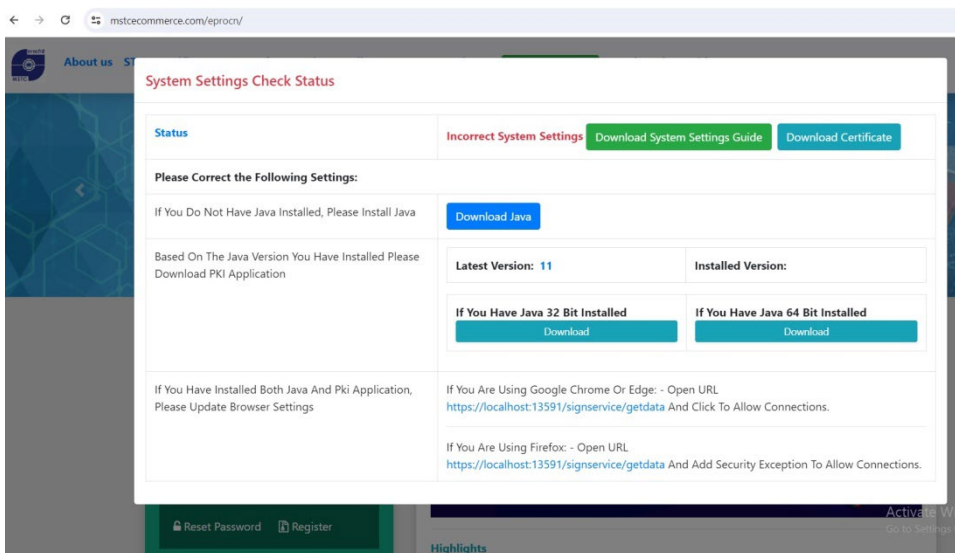 mstcecommerce.com/eprocn/
MSTC
About us
System Settings Check Status
Status
Incorrect System Settings
Download System Settings Guide
Download Certificate
Please Correct the Following Settings:
If You Do Not Have Java Installed, Please Install Java
Download Java
Based On The Java Version You Have Installed Please
Download PKI Application
Latest Version: 11
Installed Version:
If You Have Java 32 Bit Installed
Download
If You Have Java 64 Bit Installed
Download
If You Have Installed Both Java And Pki Application,
Please Update Browser Settings
If You Are Using Google Chrome Or Edge: - Open URL
https://localhost:13591/signservice/getdata And Click To Allow Connections.
If You Are Using Firefox: - Open URL
https://localhost:13591/signservice/getdata And Add Security Exception To Allow Connections.
Reset Password
Register
Highlights
Activate W
Go to Settings